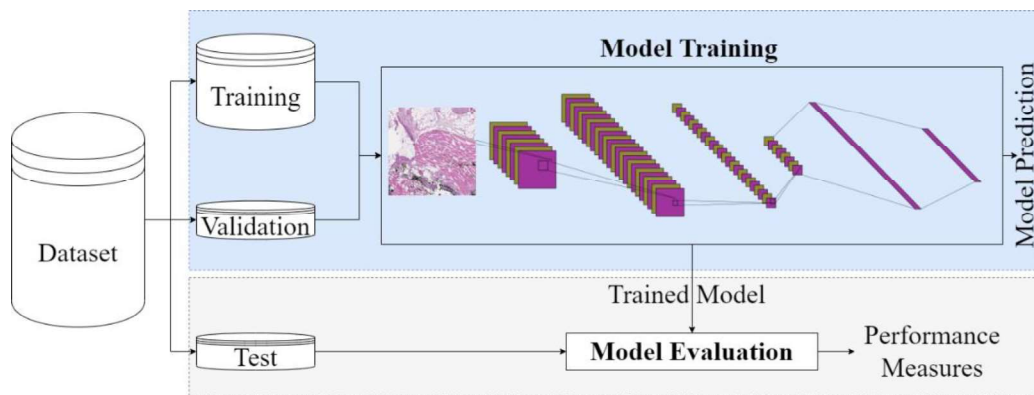 Model Training
Training
Validation
Dataset
Model Prediction
Trained Model
Test
Model Evaluation
Performance
Measures